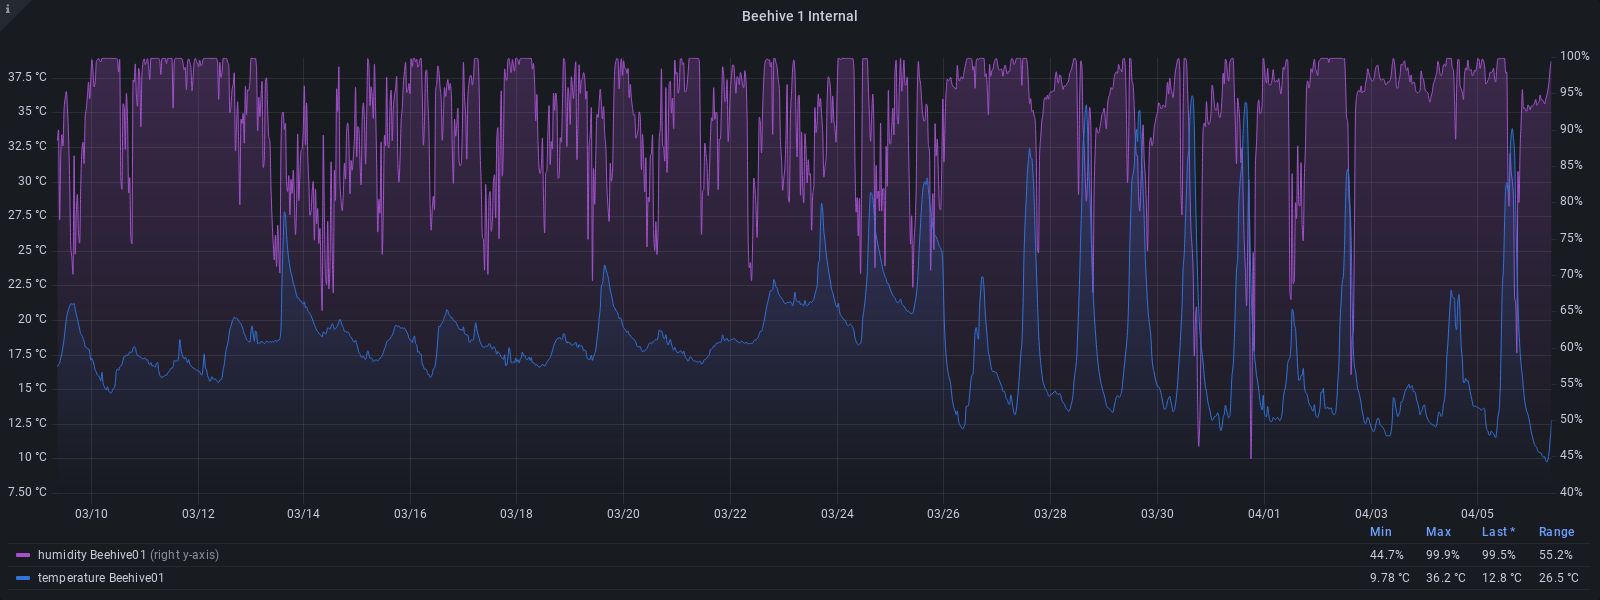 i
Beehive 1 Internal
37.5 °C
35 °C
32.5 °C
30 °C
27.5 °C
25 °C
22.5 °C
20 °C
17.5 °C
15 °C
12.5 °C
10 °C
7.50 °C
100%
95%
90%
85%
80%
75%
70%
65%
60%
55%
50%
45%
40%
03/10 03/12 03/14 03/16 03/18 03/20 03/22 03/24 03/26 03/28 03/30 04/01 04/03 04/05
Min Max Last * Range
humidity Beehive01 (right y-axis) 44.7% 99.9% 99.5% 55.2%
temperature Beehive01 9.78 °C 36.2 °C 12.8 °C 26.5 °C